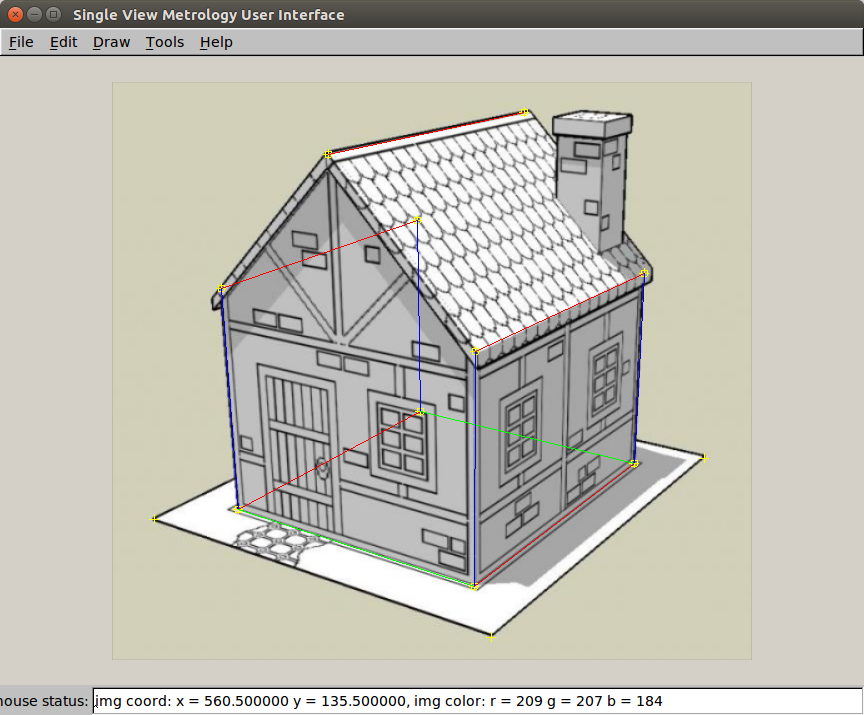 Single View Metrology User Interface
File Edit Draw Tools Help
mouse status: img coord: x = 560.500000 y = 135.500000, img color: r = 209 g = 207 b = 184